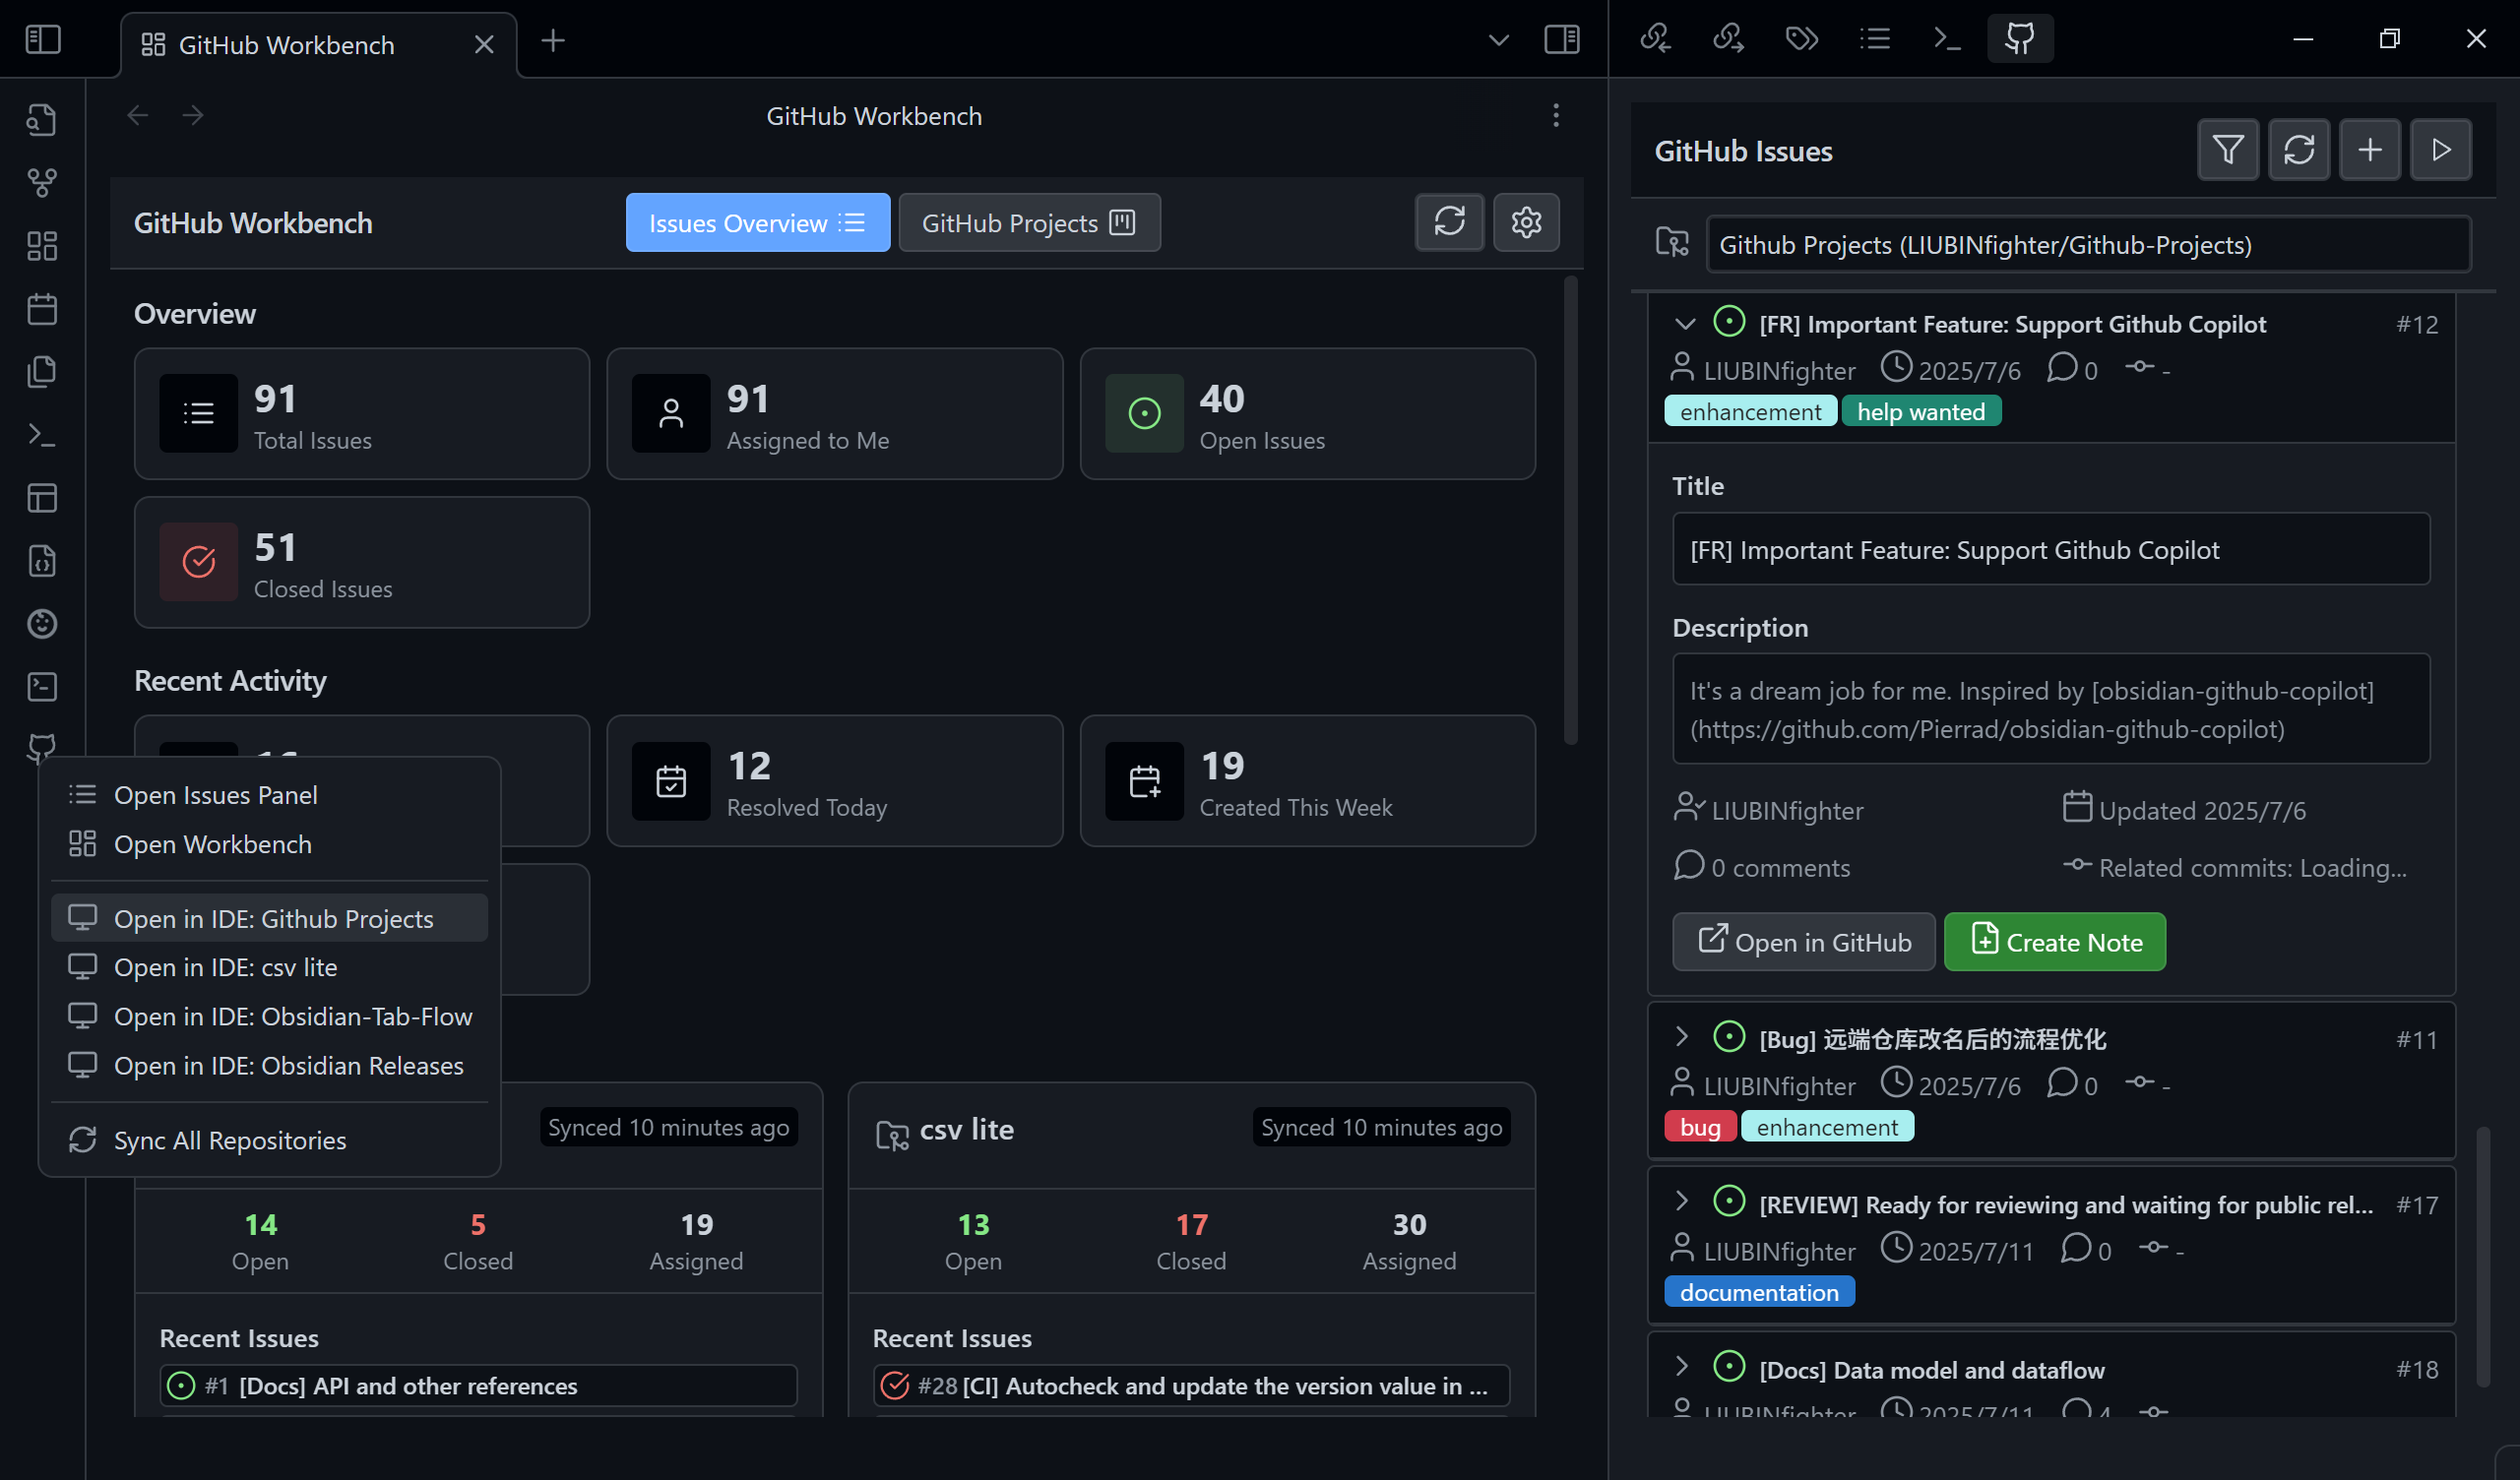 GitHub Workbench
GitHub Workbench
GitHub Workbench
Issues Overview
GitHub Projects
Overview
91
Total Issues
91
Assigned to Me
40
Open Issues
51
Closed Issues
Recent Activity
12
Resolved Today
19
Created This Week
Open Issues Panel
Open Workbench
Open in IDE: Github Projects
Open in IDE: csv lite
Open in IDE: Obsidian-Tab-Flow
Open in IDE: Obsidian Releases
Sync All Repositories
Synced 10 minutes ago
14
Open
5
Closed
19
Assigned
Recent Issues
#1 [Docs] API and other references
csv lite
Synced 10 minutes ago
13
Open
17
Closed
30
Assigned
Recent Issues
#28 [CI] Autocheck and update the version value in ...
GitHub Issues
Github Projects (LIUBINfighter/Github-Projects)
[FR] Important Feature: Support Github Copilot #12
LIUBINfighter 2025/7/6 0 -
enhancement help wanted
Title
[FR] Important Feature: Support Github Copilot
Description
It's a dream job for me. Inspired by [obsidian-github-copilot]
(https://github.com/Pierrad/obsidian-github-copilot)
LIUBINfighter Updated 2025/7/6
0 comments Related commits: Loading...
Open in GitHub Create Note
[Bug] 远端仓库改名后的流程优化 #11
LIUBINfighter 2025/7/6 0 -
bug enhancement
[REVIEW] Ready for reviewing and waiting for public rel... #17
LIUBINfighter 2025/7/11 0 -
documentation
[Docs] Data model and dataflow #18
LIUBINfighter 2025/7/11 4